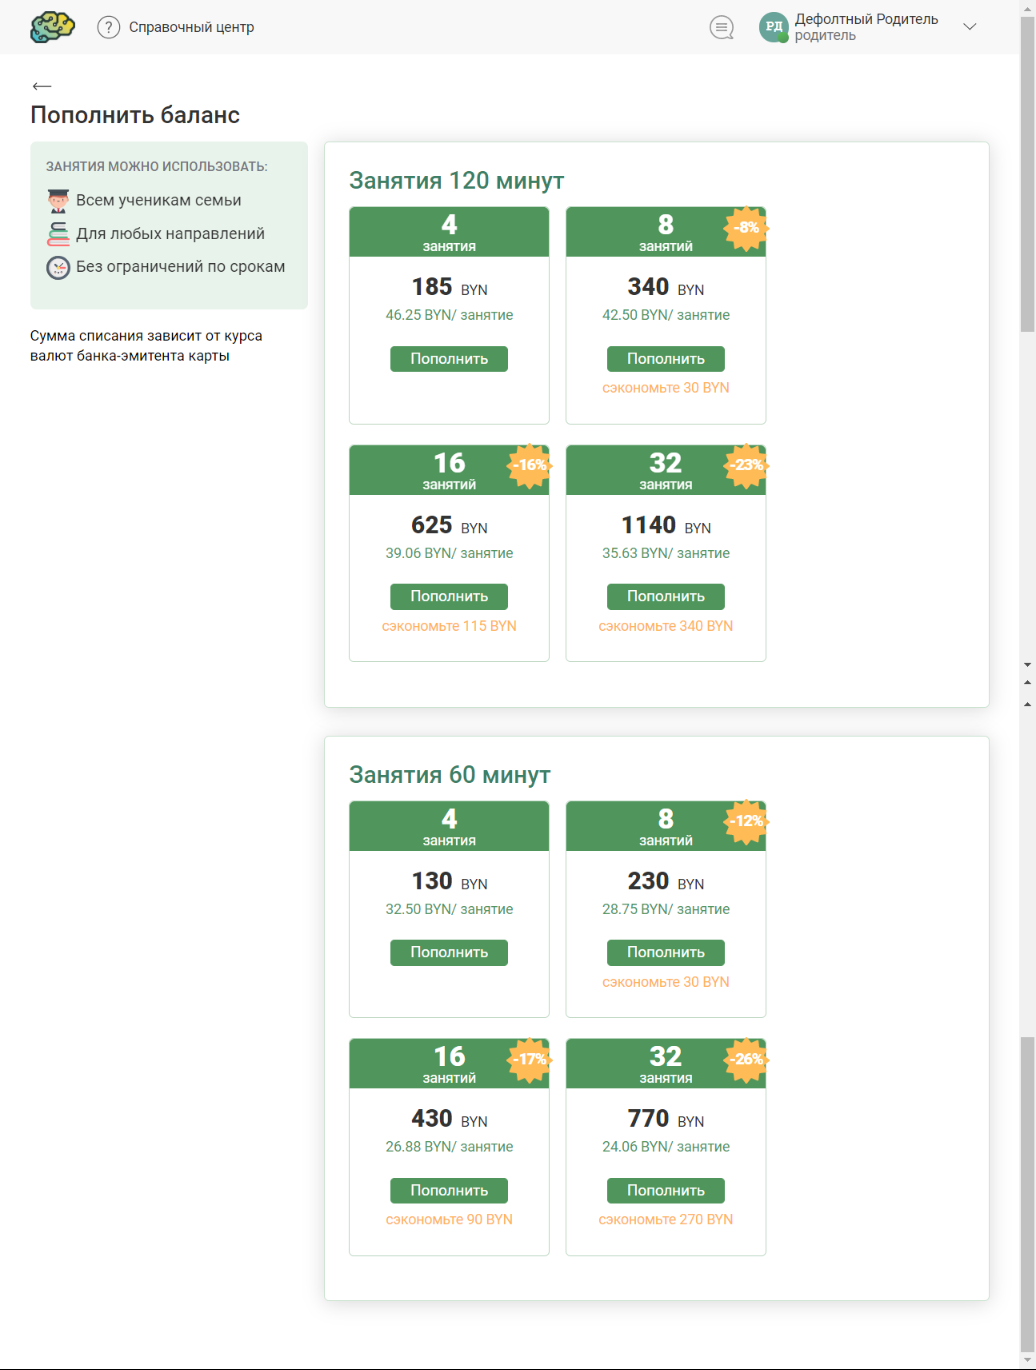 ? Справочный центр
РД
Дефолтный Родитель
родитель
Пополнить баланс
ЗАНЯТИЯ МОЖНО ИСПОЛЬЗОВАТЬ:
Всем ученикам семьи
Для любых направлений
Без ограничений по срокам
Сумма списания зависит от курса
валют банка-эмитента карты
Занятия 120 минут
4
занятия
185 BYN
46.25 BYN/ занятие
Пополнить
8
занятий
-8%
340 BYN
42.50 BYN/ занятие
Пополнить
сэкономьте 30 BYN
16
занятий
-16%
625 BYN
39.06 BYN/ занятие
Пополнить
сэкономьте 115 BYN
32
занятия
-23%
1140 BYN
35.63 BYN/ занятие
Пополнить
сэкономьте 340 BYN
Занятия 60 минут
4
занятия
130 BYN
32.50 BYN/ занятие
Пополнить
8
занятий
-12%
230 BYN
28.75 BYN/ занятие
Пополнить
сэкономьте 30 BYN
16
занятий
-17%
430 BYN
26.88 BYN/ занятие
Пополнить
сэкономьте 90 BYN
32
занятия
-26%
770 BYN
24.06 BYN/ занятие
Пополнить
сэкономьте 270 BYN